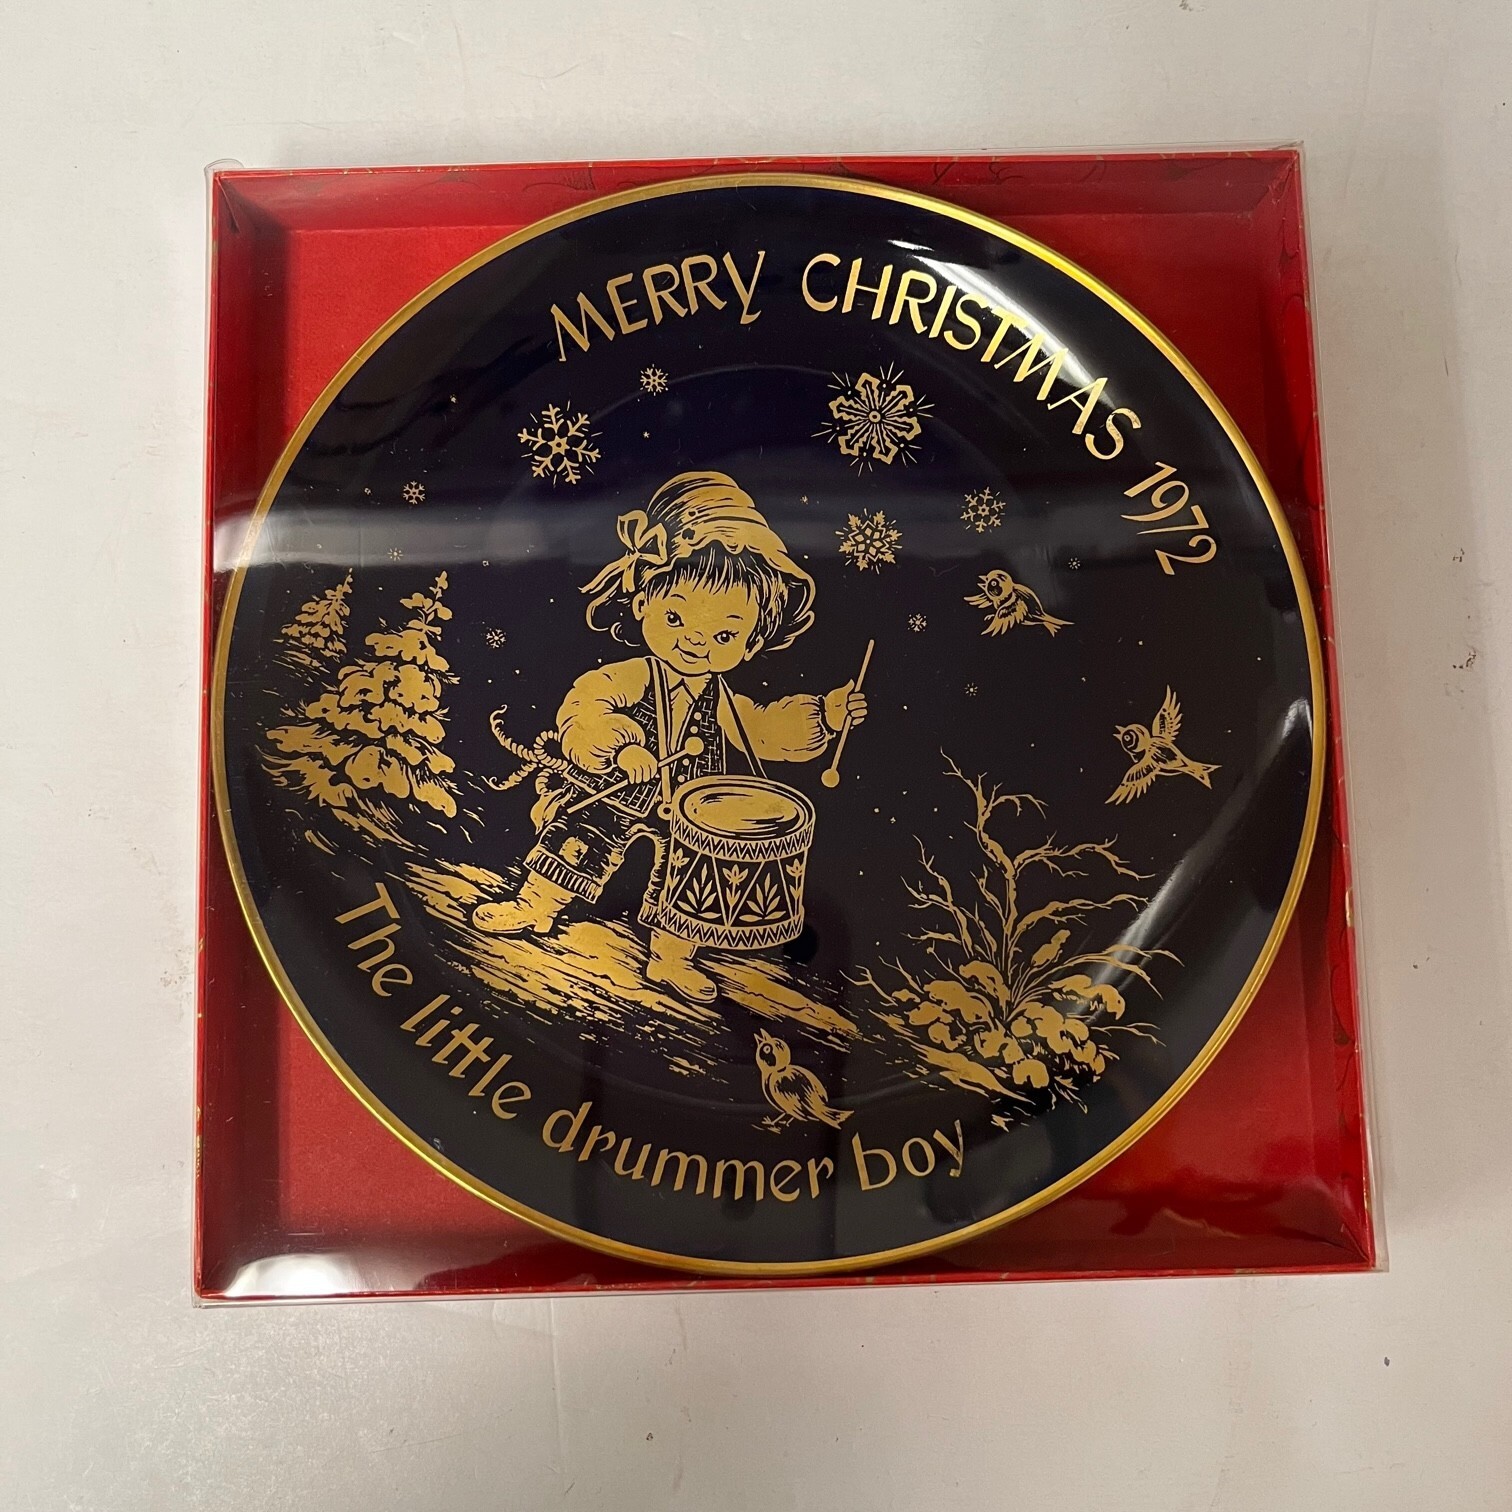 MERRY CHRISTMAS 1972
The little drummer boy